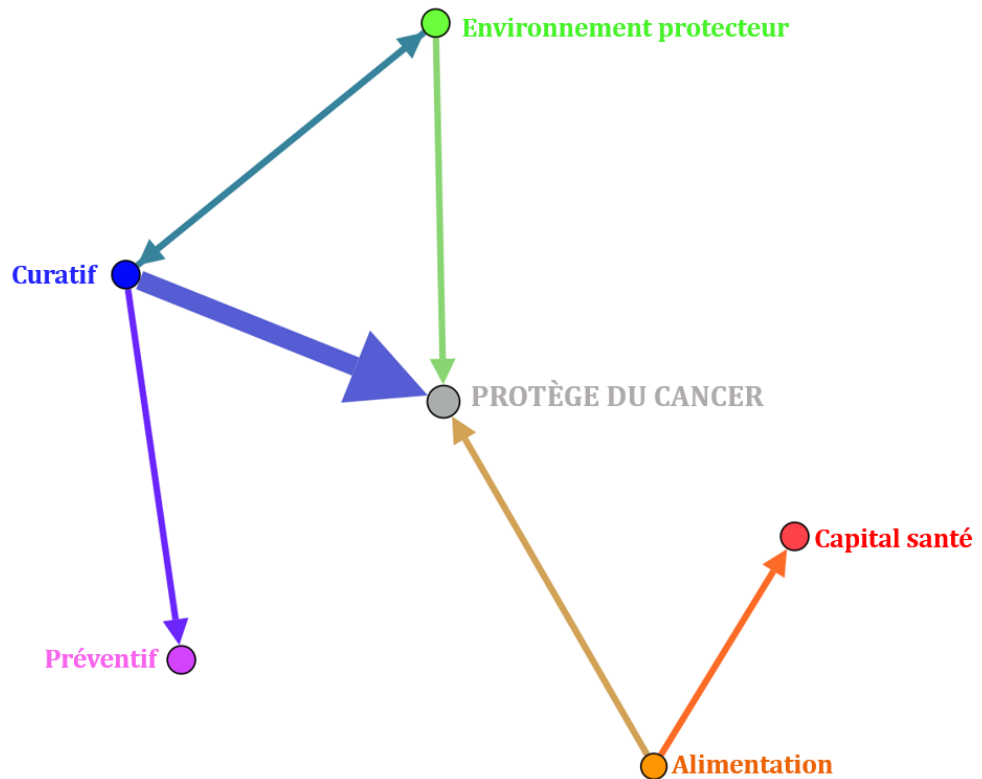 Environnement protecteur
Curatif
PROTÈGE DU CANCER
Capital santé
Préventif
Alimentation